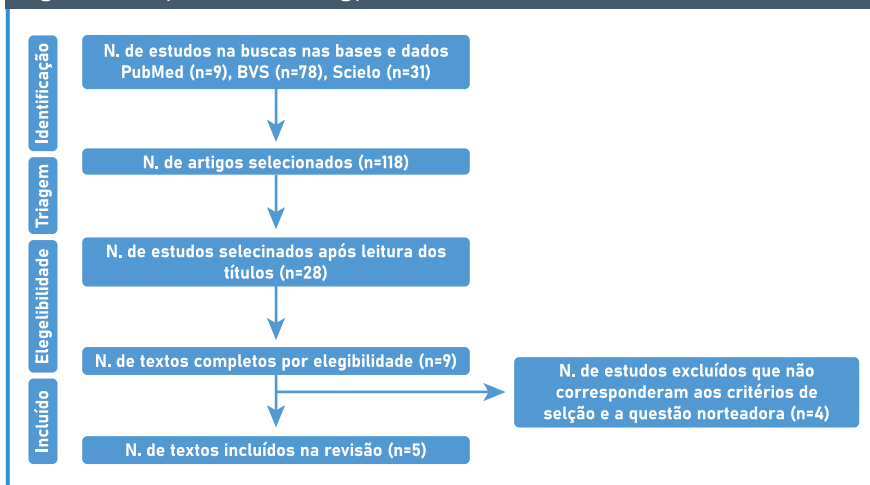 Identificação
N. de estudos na buscas nas bases e dados
PubMed (n=9), BVS (n=78), Scielo (n=31)
Triagem
N. de artigos selecionados (n=118)
Elegelibilidade
N. de estudos selecinados após leitura dos
títulos (n=28)
N. de textos completos por elegibilidade (n=9)
N. de estudos excluídos que não
corresponderam aos critérios de
selção e a questão norteadora (n=4)
Incluído
N. de textos incluídos na revisão (n=5)